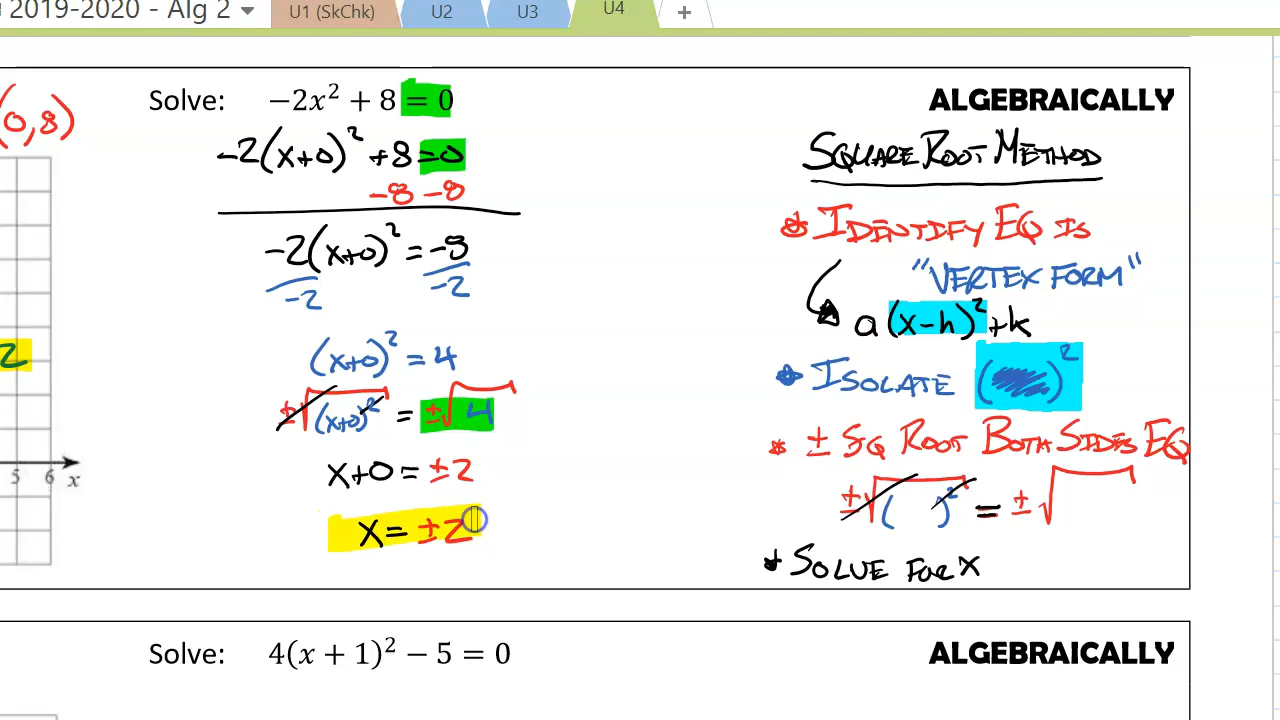 2019-2020 - Alg 2 U1 (SkChk) U2 U3 U4 +
(0,8)
2
5 6 x
Solve: −2x² + 8 = 0
-2(x+0)² +8 =0
-8 -8
-2(x+0)² = -8
-2 -2
(x+0)² = 4
±√(x+0)² = ±√4
x+0 = ±2
x = ±2
ALGEBRAICALLY
SQUARE ROOT METHOD
* IDENTIFY EQ IS
"VERTEX FORM"
a(x-h)²+k
* ISOLATE ( )²
* ± SQ ROOT BOTH SIDES EQ
±√( )² = ±√
* SOLVE FOR X
Solve: 4(x + 1)² − 5 = 0
ALGEBRAICALLY